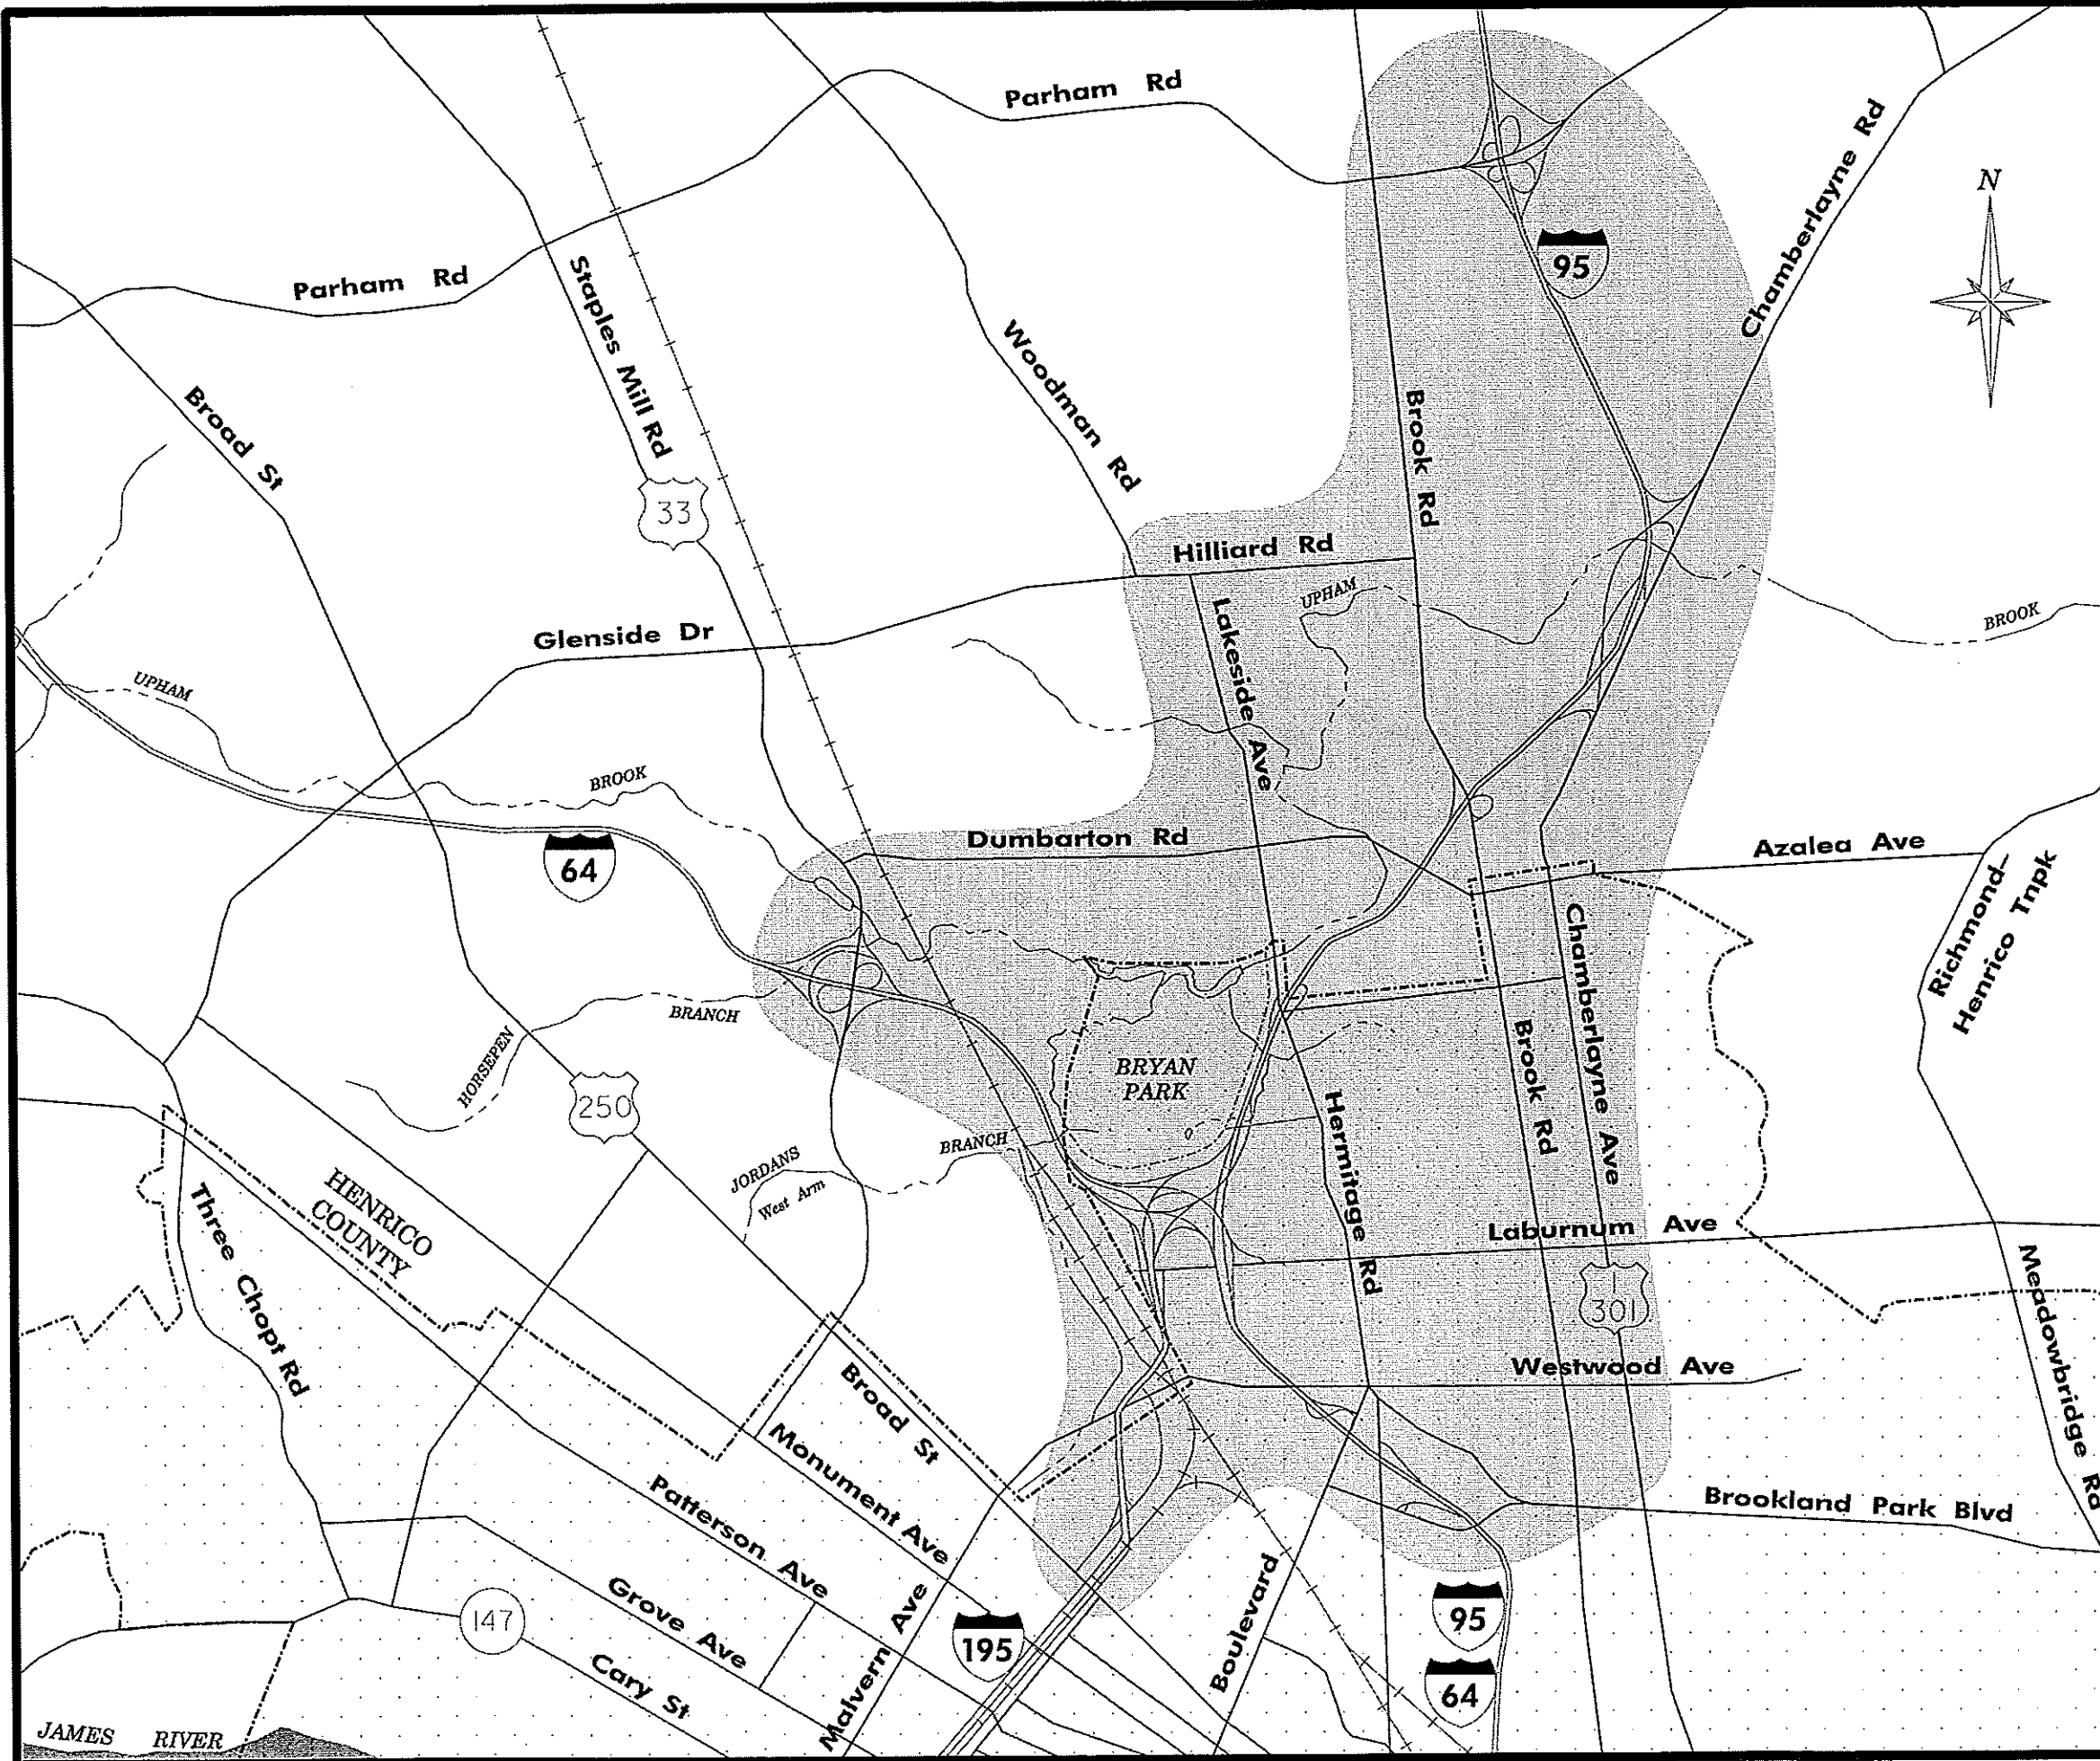 Parham Rd
Parham Rd
N
95
Chamberlayne Rd
Staples Mill Rd
Woodman Rd
Broad St
Brook Rd
33
Hilliard Rd
UPHAM
BROOK
Glenside Dr
Lakeside Ave
UPHAM
BROOK
Dumbarton Rd
Azalea Ave
64
Richmond-
Henrico Tnpk
Chamberlayne Ave
BRANCH
HORSEPEN
BRYAN
PARK
Brook Rd
250
Hermitage Rd
BRANCH
JORDANS
West Arm
HENRICO
COUNTY
Three Chopt Rd
Laburnum Ave
1
301
Meadowbridge Rd
Westwood Ave
Broad St
Monument Ave
Patterson Ave
Brookland Park Blvd
Grove Ave
Malvern Ave
Boulevard
147
195
95
64
Cary St
JAMES RIVER